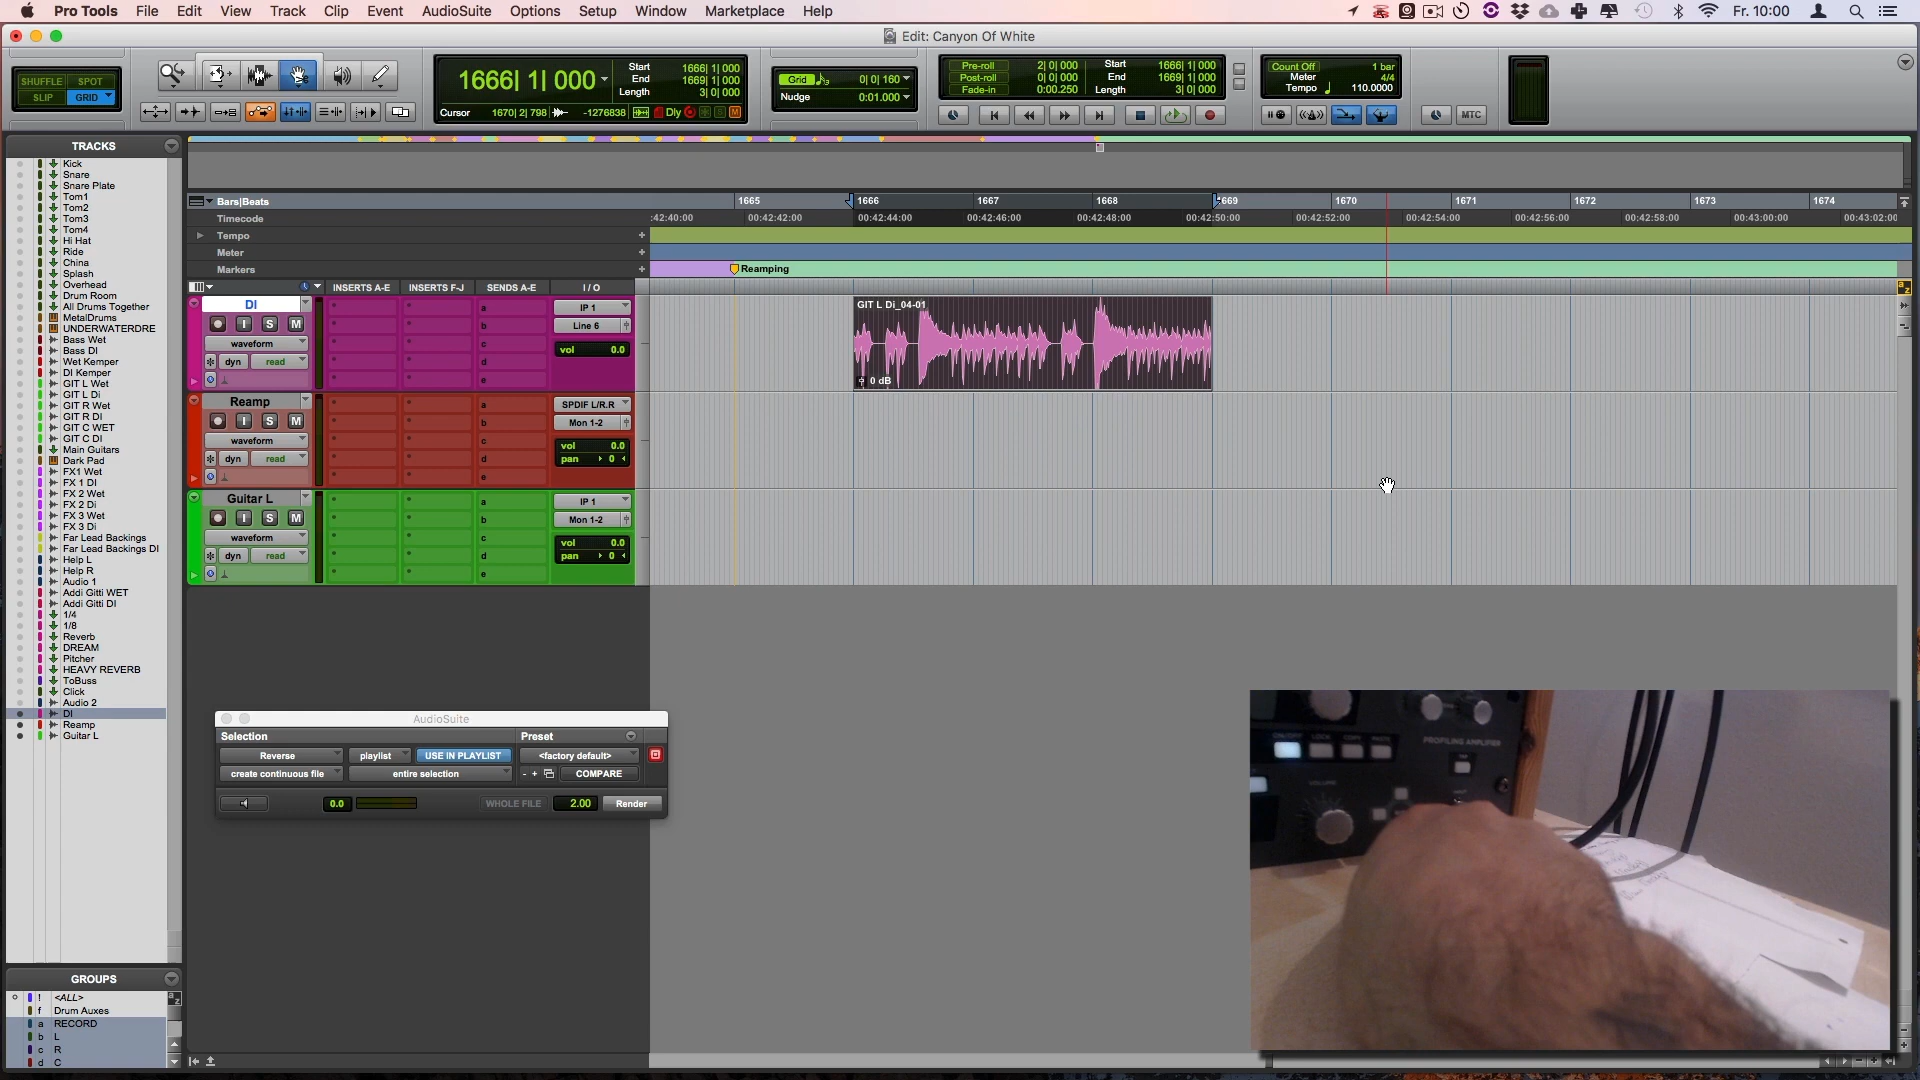 Pro Tools File Edit View Track Clip Event AudioSuite Options Setup Window Marketplace Help Fr. 10:00
Edit: Canyon Of White
SHUFFLE SPOT
SLIP GRID
1666| 1| 000
Start 1666| 1| 000
End 1669| 1| 000
Length 3| 0| 000
Cursor 1670| 2| 798 -1276838 Dly
Grid 0| 0| 160
Nudge 0:01.000
Pre-roll 2| 0| 000
Post-roll 0| 0| 000
Fade-in 0:00.250
Start 1666| 1| 000
End 1669| 1| 000
Length 3| 0| 000
Count Off 1 bar
Meter 4/4
Tempo 110.0000
MTC
TRACKS
Kick
Snare
Snare Plate
Tom1
Tom2
Tom3
Tom4
Hi Hat
Ride
China
Splash
Overhead
Drum Room
All Drums Together
MetalDrums
UNDERWATERDRE
Bass Wet
Bass DI
Wet Kemper
DI Kemper
GIT L Wet
GIT L Di
GIT R Wet
GIT R DI
GIT C WET
GIT C DI
Main Guitars
Dark Pad
FX1 Wet
FX 1 DI
FX 2 Wet
FX 2 Di
FX 3 Wet
FX 3 Di
Far Lead Backings
Far Lead Backings DI
Help L
Help R
Audio 1
Addi Gitti WET
Addi Gitti DI
1/4
1/8
Reverb
DREAM
Pitcher
HEAVY REVERB
ToBuss
Click
Audio 2
DI
Reamp
Guitar L
GROUPS
! <ALL>
f Drum Auxes
a RECORD
b L
c R
d C
Bars|Beats 1665 1666 1667 1668 1669 1670 1671 1672 1673 1674
Timecode :42:40:00 00:42:42:00 00:42:44:00 00:42:46:00 00:42:48:00 00:42:50:00 00:42:52:00 00:42:54:00 00:42:56:00 00:42:58:00 00:43:00:00 00:43:02:00
Tempo
Meter
Markers Reamping
INSERTS A-E INSERTS F-J SENDS A-E I / O
DI
I S M
waveform
dyn read
a
b
c
d
e
IP 1
Line 6
vol 0.0
GIT L Di_04-01
0 dB
Reamp
I S M
waveform
dyn read
a
b
c
d
e
SPDIF L/R.R
Mon 1-2
vol 0.0
pan 0
Guitar L
I S M
waveform
dyn read
a
b
c
d
e
IP 1
Mon 1-2
vol 0.0
pan 0
AudioSuite
Selection Preset
Reverse playlist USE IN PLAYLIST <factory default>
create continuous file entire selection - + COMPARE
0.0 WHOLE FILE 2.00 Render
ON/OFF LOCK COPY PASTE
PROFILING AMPLIFIER
TAP
VOLUME